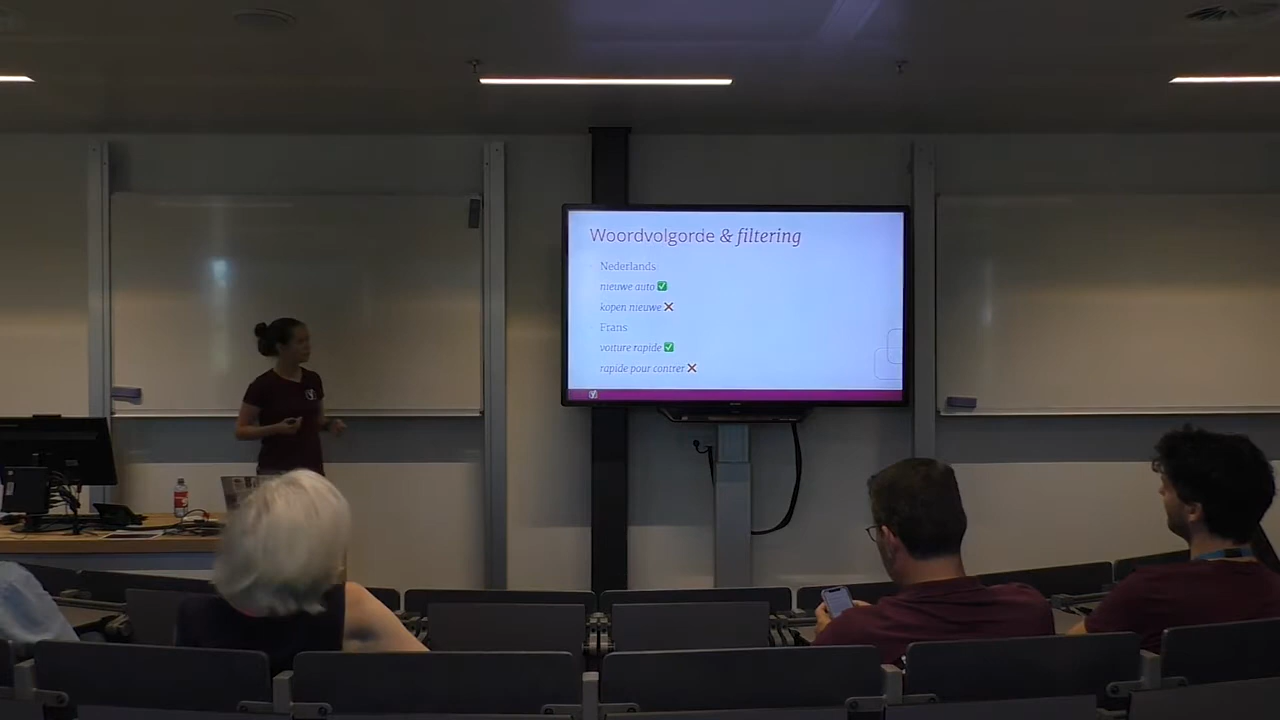 Woordvolgorde & filtering
Nederlands
nieuwe auto ✅
kopen nieuwe ❌
Frans
voiture rapide ✅
rapide pour contrer ❌